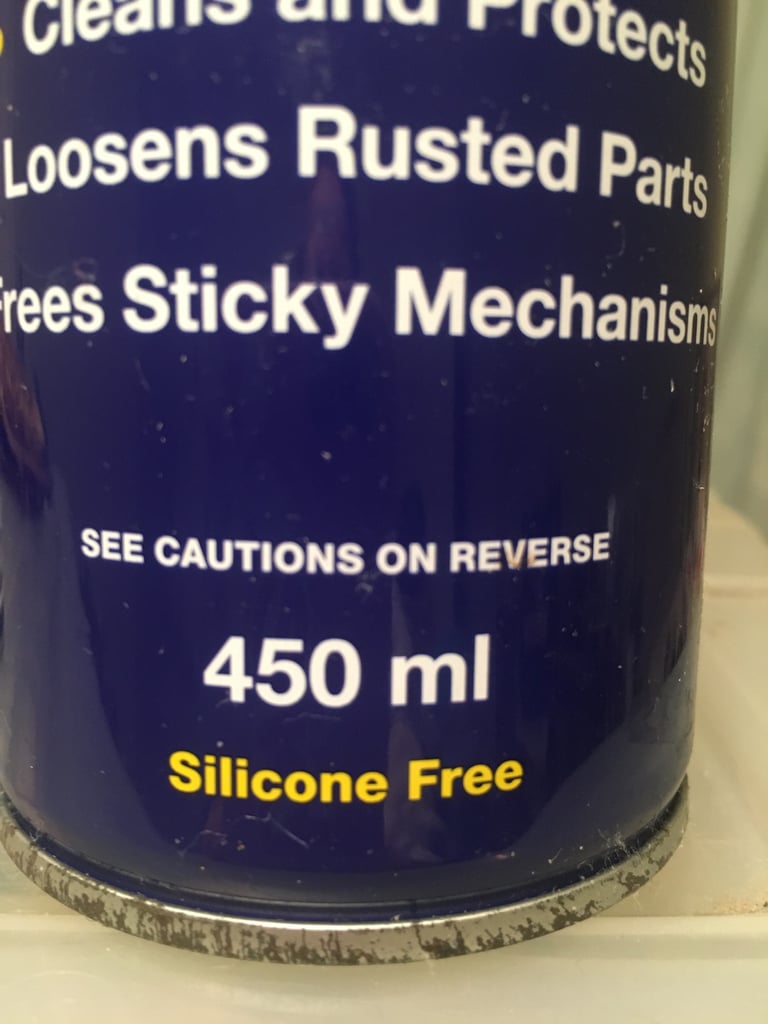 Cleans and Protects
Loosens Rusted Parts
Frees Sticky Mechanisms
SEE CAUTIONS ON REVERSE
450 ml
Silicone Free